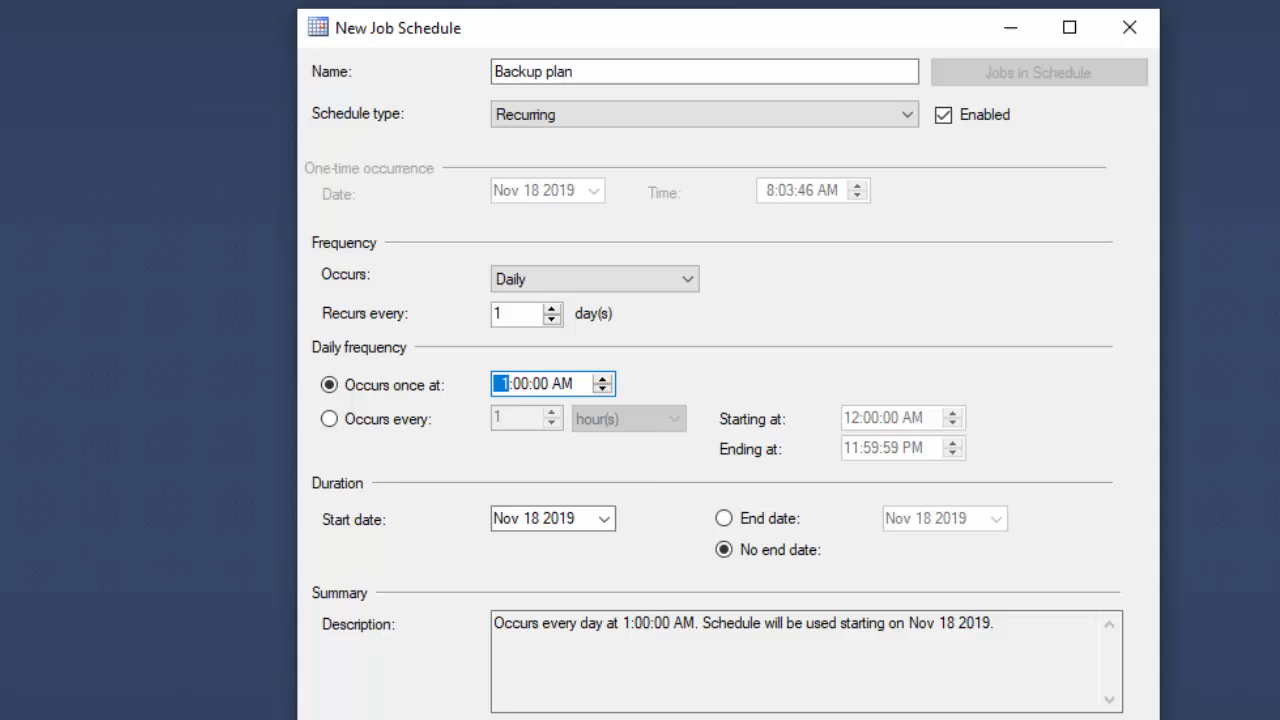 New Job Schedule
Name: Backup plan Jobs in Schedule
Schedule type: Recurring Enabled
One-time occurrence
Date: Nov 18 2019 Time: 8:03:46 AM
Frequency
Occurs: Daily
Recurs every: 1 day(s)
Daily frequency
Occurs once at: 1:00:00 AM
Occurs every: 1 hour(s) Starting at: 12:00:00 AM
Ending at: 11:59:59 PM
Duration
Start date: Nov 18 2019 End date: Nov 18 2019
No end date:
Summary
Description: Occurs every day at 1:00:00 AM. Schedule will be used starting on Nov 18 2019.